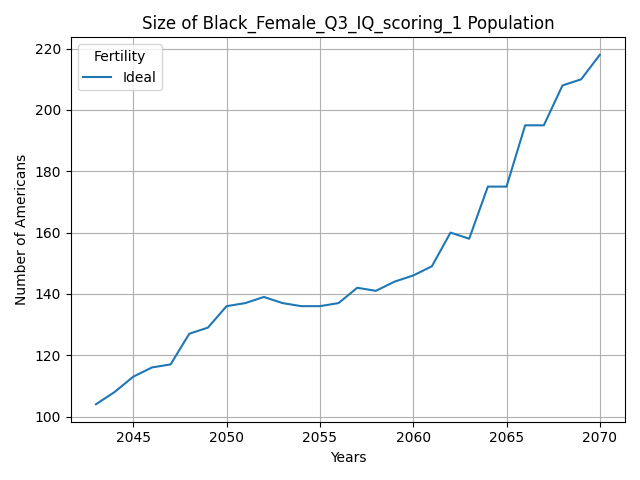 Size of Black_Female_Q3_IQ_scoring_1 Population
Fertility
Ideal
Number of Americans
220
200
180
160
140
120
100
2045 2050 2055 2060 2065 2070
Years